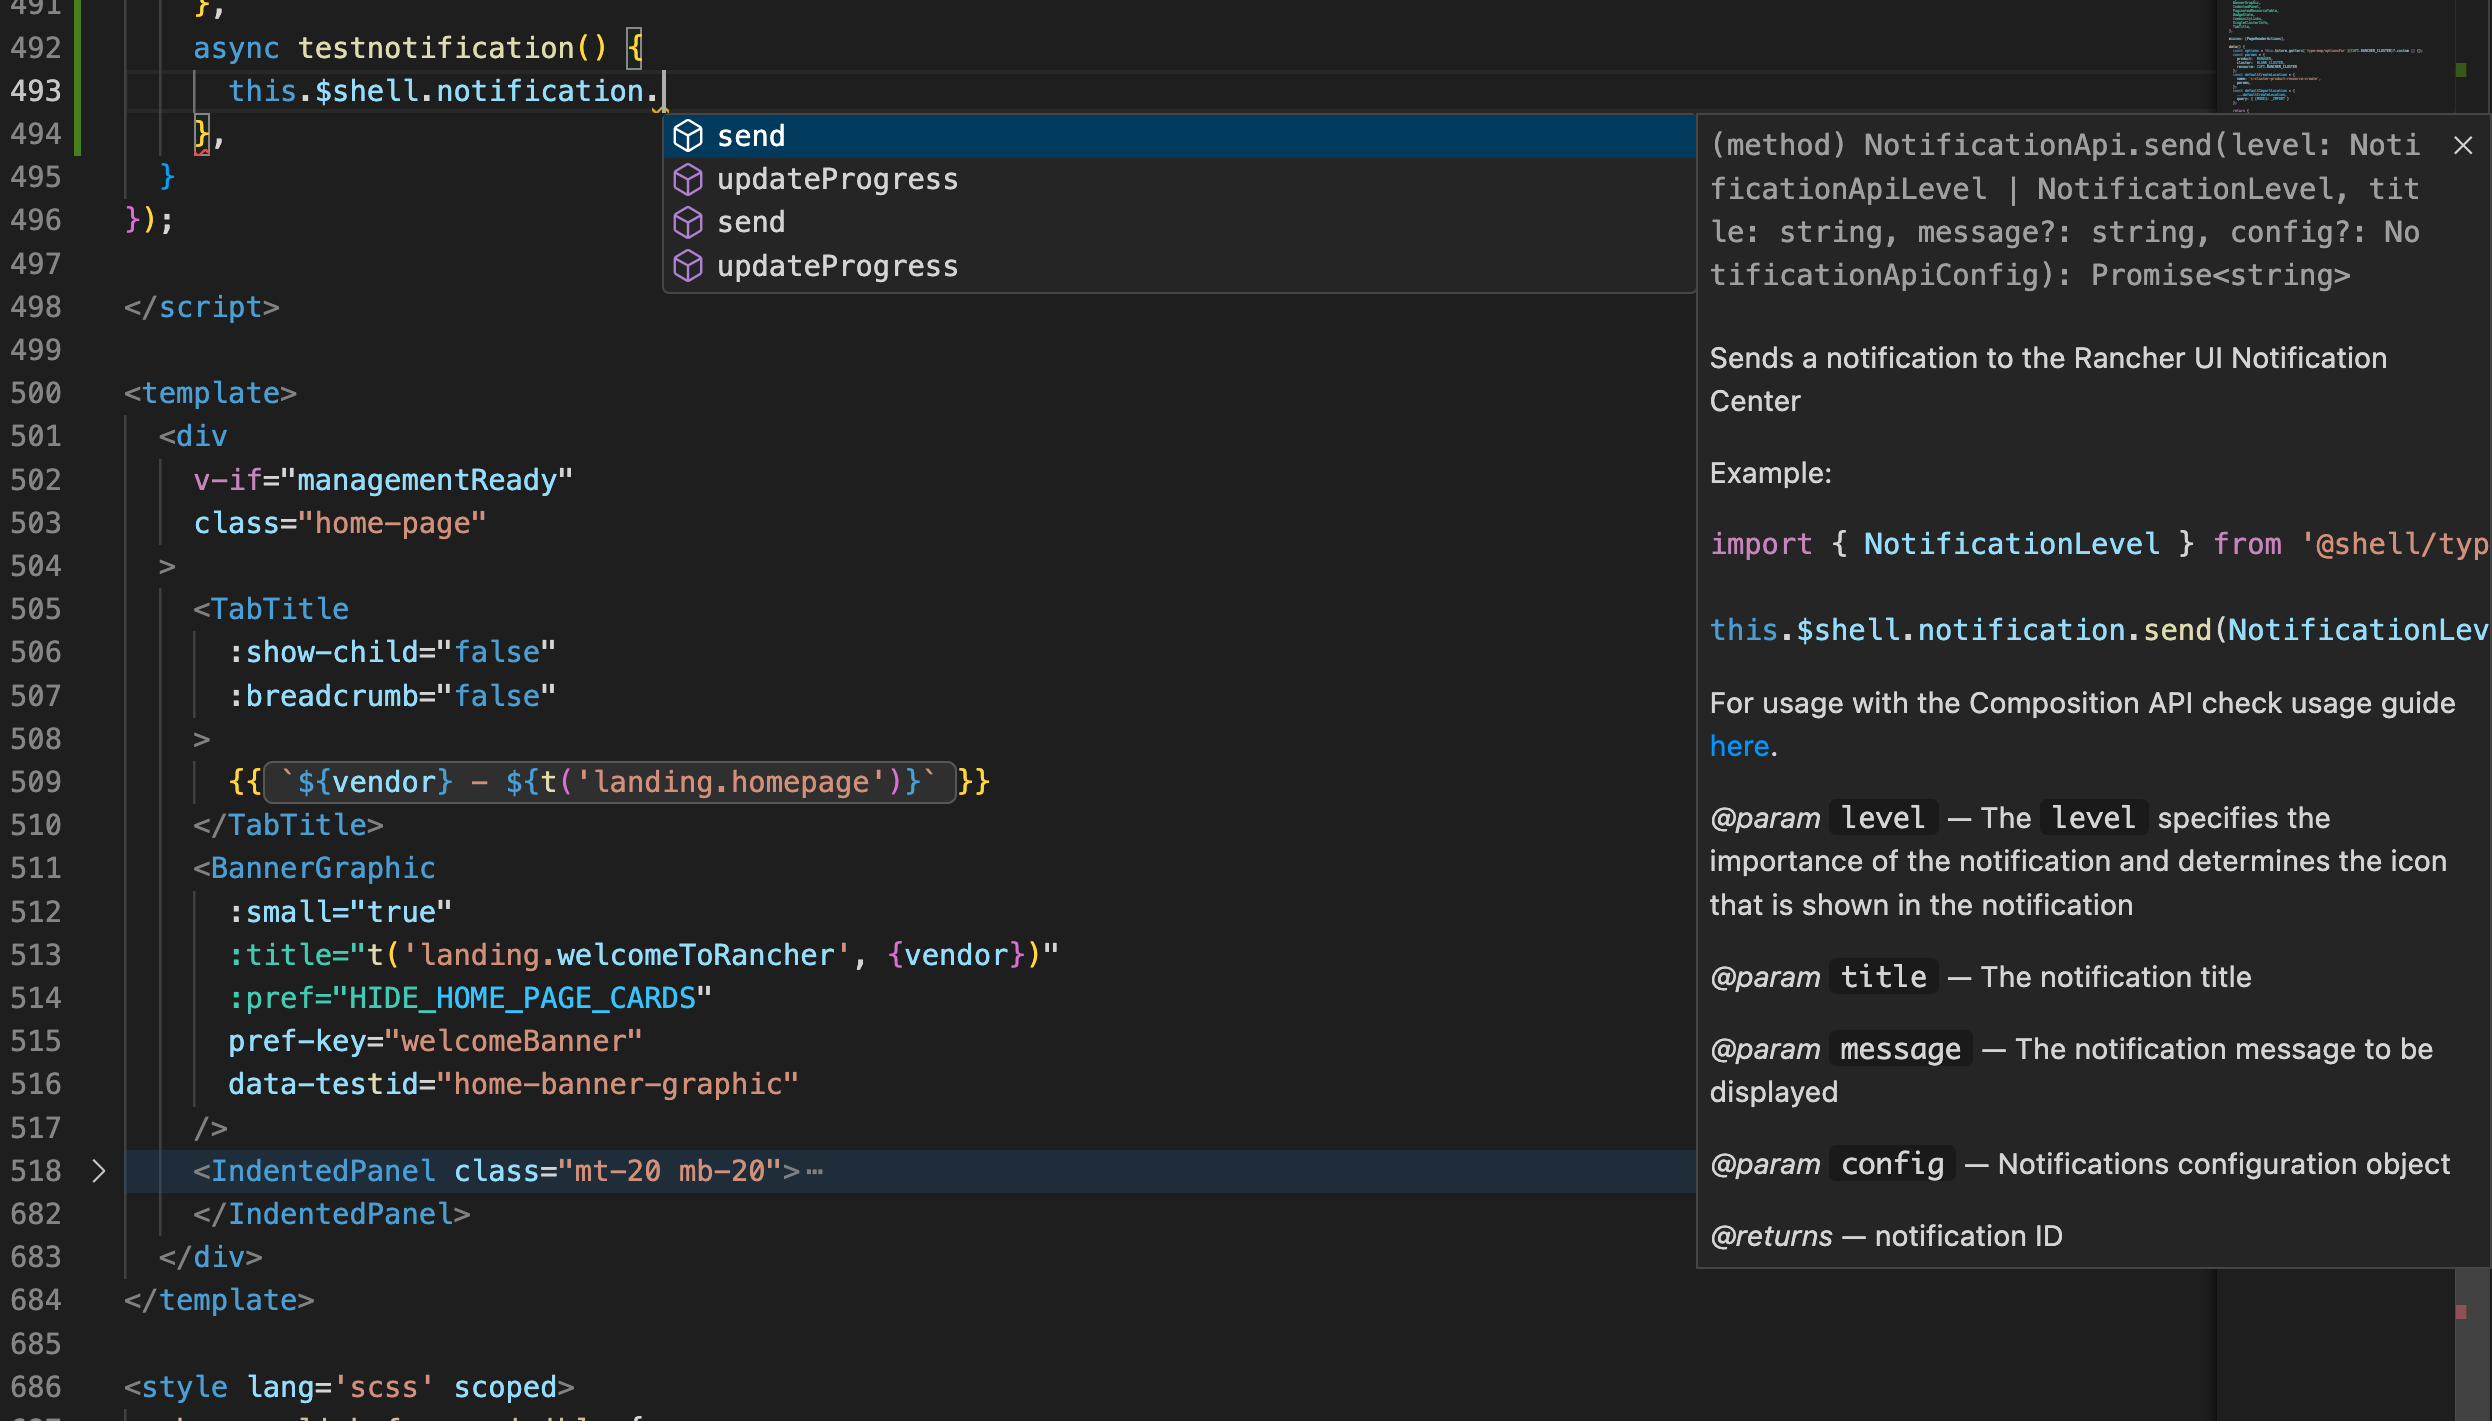 491 },
492 async testnotification() {
493 this.$shell.notification.
494 },
495 }
496 });
497
498 </script>
499
500 <template>
501 <div
502 v-if="managementReady"
503 class="home-page"
504 >
505 <TabTitle
506 :show-child="false"
507 :breadcrumb="false"
508 >
509 {{ `${vendor} - ${t('landing.homepage')}` }}
510 </TabTitle>
511 <BannerGraphic
512 :small="true"
513 :title="t('landing.welcomeToRancher', {vendor})"
514 :pref="HIDE_HOME_PAGE_CARDS"
515 pref-key="welcomeBanner"
516 data-testid="home-banner-graphic"
517 />
518 <IndentedPanel class="mt-20 mb-20">⋯
682 </IndentedPanel>
683 </div>
684 </template>
685
686 <style lang='scss' scoped>
send
updateProgress
send
updateProgress
(method) NotificationApi.send(level: Noti
ficationApiLevel | NotificationLevel, tit
le: string, message?: string, config?: No
tificationApiConfig): Promise<string>
Sends a notification to the Rancher UI Notification
Center
Example:
import { NotificationLevel } from '@shell/typ
this.$shell.notification.send(NotificationLev
For usage with the Composition API check usage guide
here.
@param level — The level specifies the
importance of the notification and determines the icon
that is shown in the notification
@param title — The notification title
@param message — The notification message to be
displayed
@param config — Notifications configuration object
@returns — notification ID